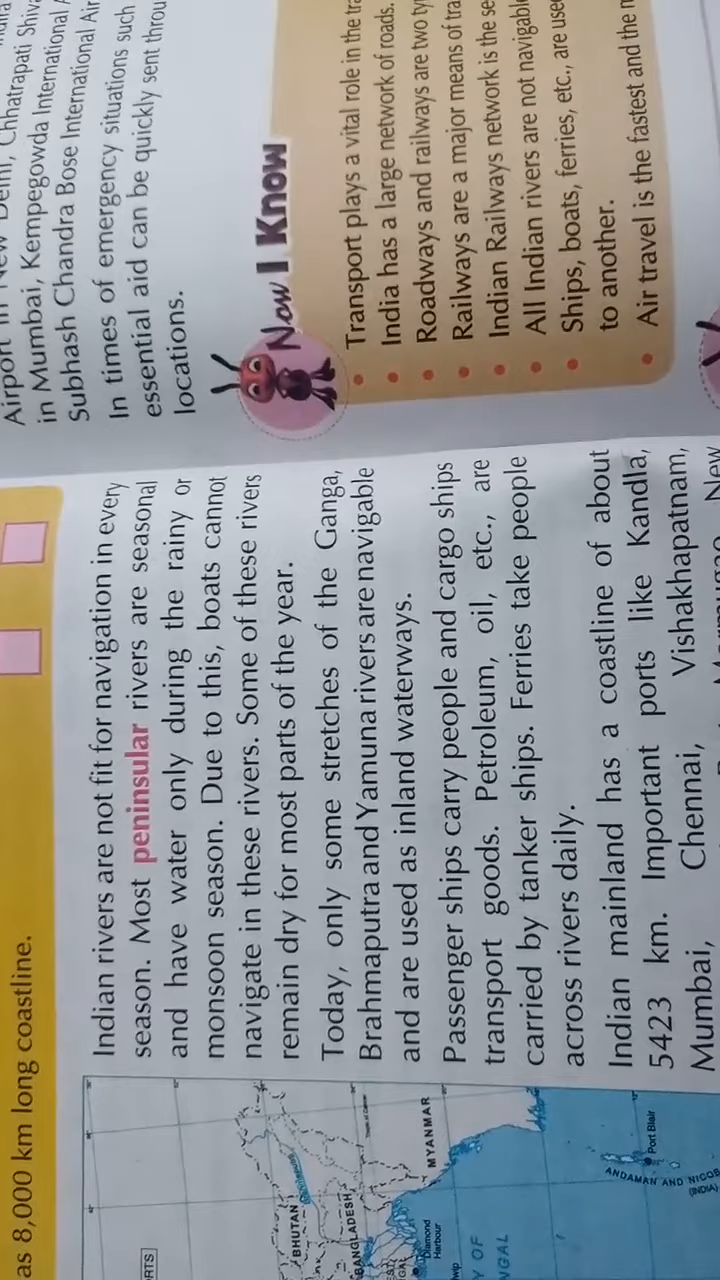 as 8,000 km long coastline.
Indian rivers are not fit for navigation in every
season. Most peninsular rivers are seasonal
and have water only during the rainy or
monsoon season. Due to this, boats cannot
navigate in these rivers. Some of these rivers
remain dry for most parts of the year.
Today, only some stretches of the Ganga,
Brahmaputra and Yamuna rivers are navigable
and are used as inland waterways.
Passenger ships carry people and cargo ships
transport goods. Petroleum, oil, etc., are
carried by tanker ships. Ferries take people
across rivers daily.
Indian mainland has a coastline of about
5423 km. Important ports like Kandla,
Mumbai, Chennai, Vishakhapatnam,
New
BHUTAN
BANGLADESH
MYANMAR
Diamond
Harbour
Port Blair
ANDAMAN AND NICOB
(INDIA)
Y OF
NGAL
RTS
Airport in New Delhi, Chhatrapati Shiva
in Mumbai, Kempegowda International A
Subhash Chandra Bose International Air
In times of emergency situations such
essential aid can be quickly sent throu
locations.
Now I Know
• Transport plays a vital role in the tra
• India has a large network of roads.
• Roadways and railways are two ty
• Railways are a major means of tra
• Indian Railways network is the se
• All Indian rivers are not navigabl
• Ships, boats, ferries, etc., are use
to another.
• Air travel is the fastest and the m